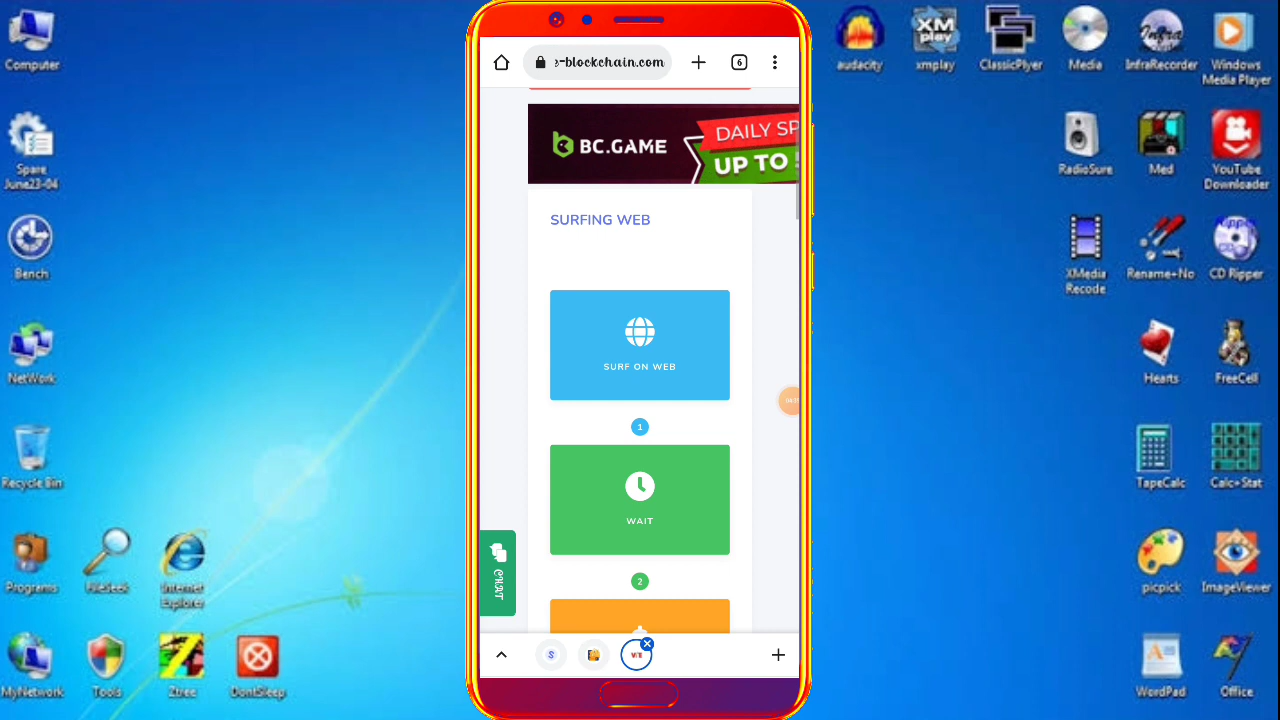 Computer
Spare
June23-04
Bench
NetWork
Recycle Bin
Programs
FileSeek
Internet
Explorer
MyNetwork
Tools
Ztree
DontSleep
e-blockchain.com
6
BC.GAME
DAILY SP
UP TO
SURFING WEB
SURF ON WEB
1
WAIT
2
CHAT
S
audacity
XM
play
xmplay
ClassicPlyer
Media
Infra
InfraRecorder
Windows
Media Player
RadioSure
Med
YouTube
Downloader
XMedia
Recode
Rename+No
CD Ripper
Hearts
FreeCell
TapeCalc
Calc+Stat
picpick
ImageViewer
WordPad
Office